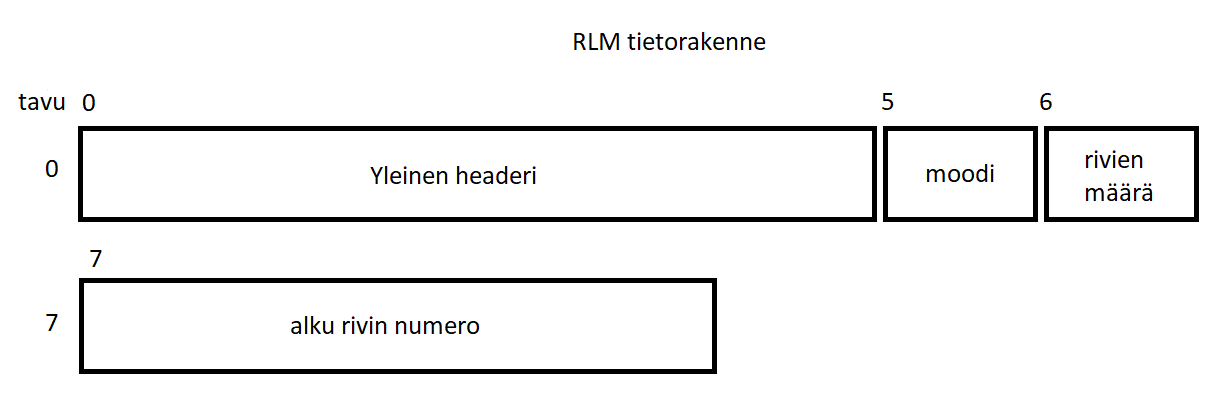 RLM tietorakenne
tavu 0 5 6
0 Yleinen headeri moodi rivien
määrä
7
7 alku rivin numero